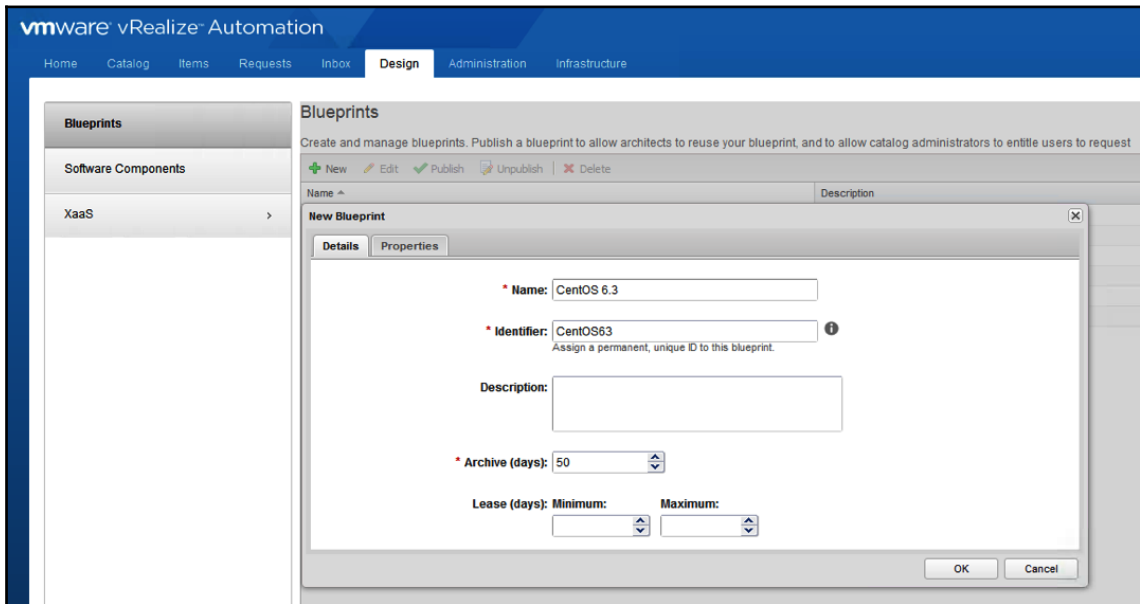 vmware vRealize™ Automation
Home Catalog Items Requests Inbox Design Administration Infrastructure
Blueprints
Software Components
XaaS
Blueprints
Create and manage blueprints. Publish a blueprint to allow architects to reuse your blueprint, and to allow catalog administrators to entitle users to request
New Edit Publish Unpublish Delete
Name Description
New Blueprint
Details Properties
* Name: CentOS 6.3
* Identifier: CentOS63
Assign a permanent, unique ID to this blueprint.
Description:
* Archive (days): 50
Lease (days): Minimum: Maximum:
OK Cancel